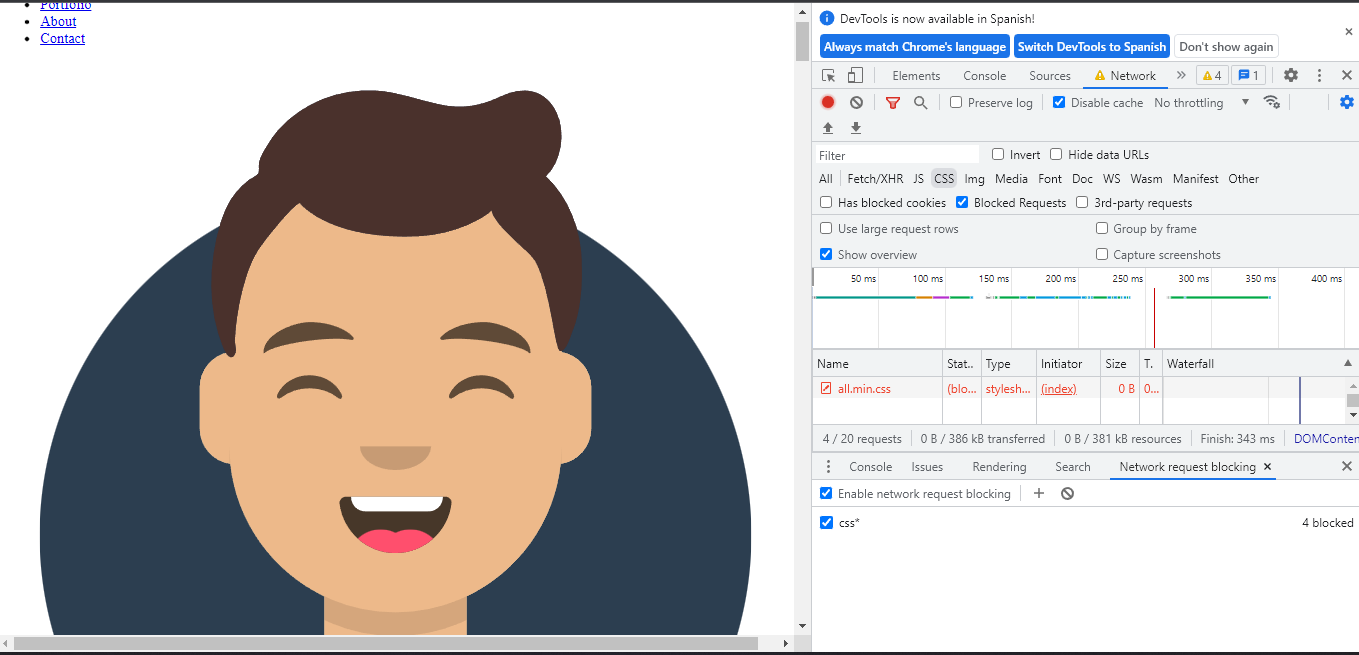 Portfolio
About
Contact
DevTools is now available in Spanish!
Always match Chrome's language Switch DevTools to Spanish Don't show again
Elements Console Sources Network 4 1
Preserve log Disable cache No throttling
Filter Invert Hide data URLs
All Fetch/XHR JS CSS Img Media Font Doc WS Wasm Manifest Other
Has blocked cookies Blocked Requests 3rd-party requests
Use large request rows Group by frame
Show overview Capture screenshots
50 ms 100 ms 150 ms 200 ms 250 ms 300 ms 350 ms 400 ms
Name Stat.. Type Initiator Size T. Waterfall
all.min.css (blo... stylesh... (index) 0 B 0...
4 / 20 requests 0 B / 386 kB transferred 0 B / 381 kB resources Finish: 343 ms DOMConten
Console Issues Rendering Search Network request blocking
Enable network request blocking
css* 4 blocked